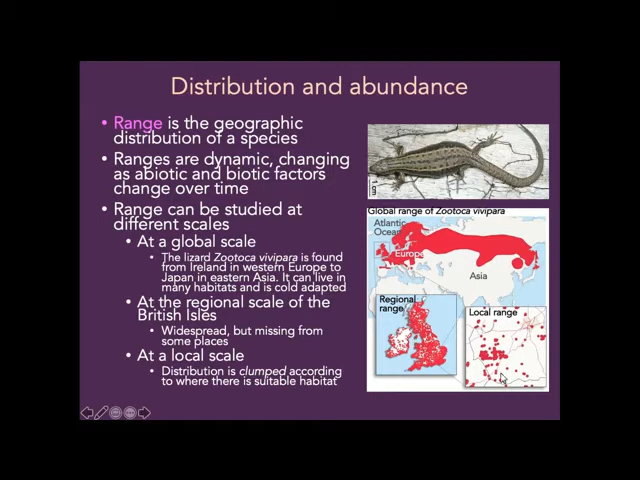 Distribution and abundance
• Range is the geographic
distribution of a species
• Ranges are dynamic, changing
as abiotic and biotic factors
change over time
• Range can be studied at
different scales
• At a global scale
• The lizard Zootoca vivipara is found
from Ireland in western Europe to
Japan in eastern Asia. It can live in
many habitats and is cold adapted
• At the regional scale of the
British Isles
• Widespread, but missing from
some places
• At a local scale
• Distribution is clumped according
to where there is suitable habitat
Global range of Zootoca vivipara
Atlantic
Ocean
Europe
Asia
Regional
range
Local range